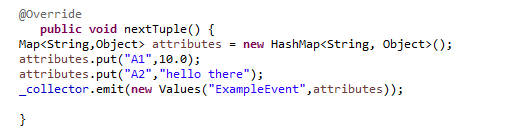 @Override
public void nextTuple() {
Map<String,Object> attributes = new HashMap<String, Object>();
attributes.put("A1",10.0);
attributes.put("A2","hello there");
_collector.emit(new Values("ExampleEvent",attributes));
}